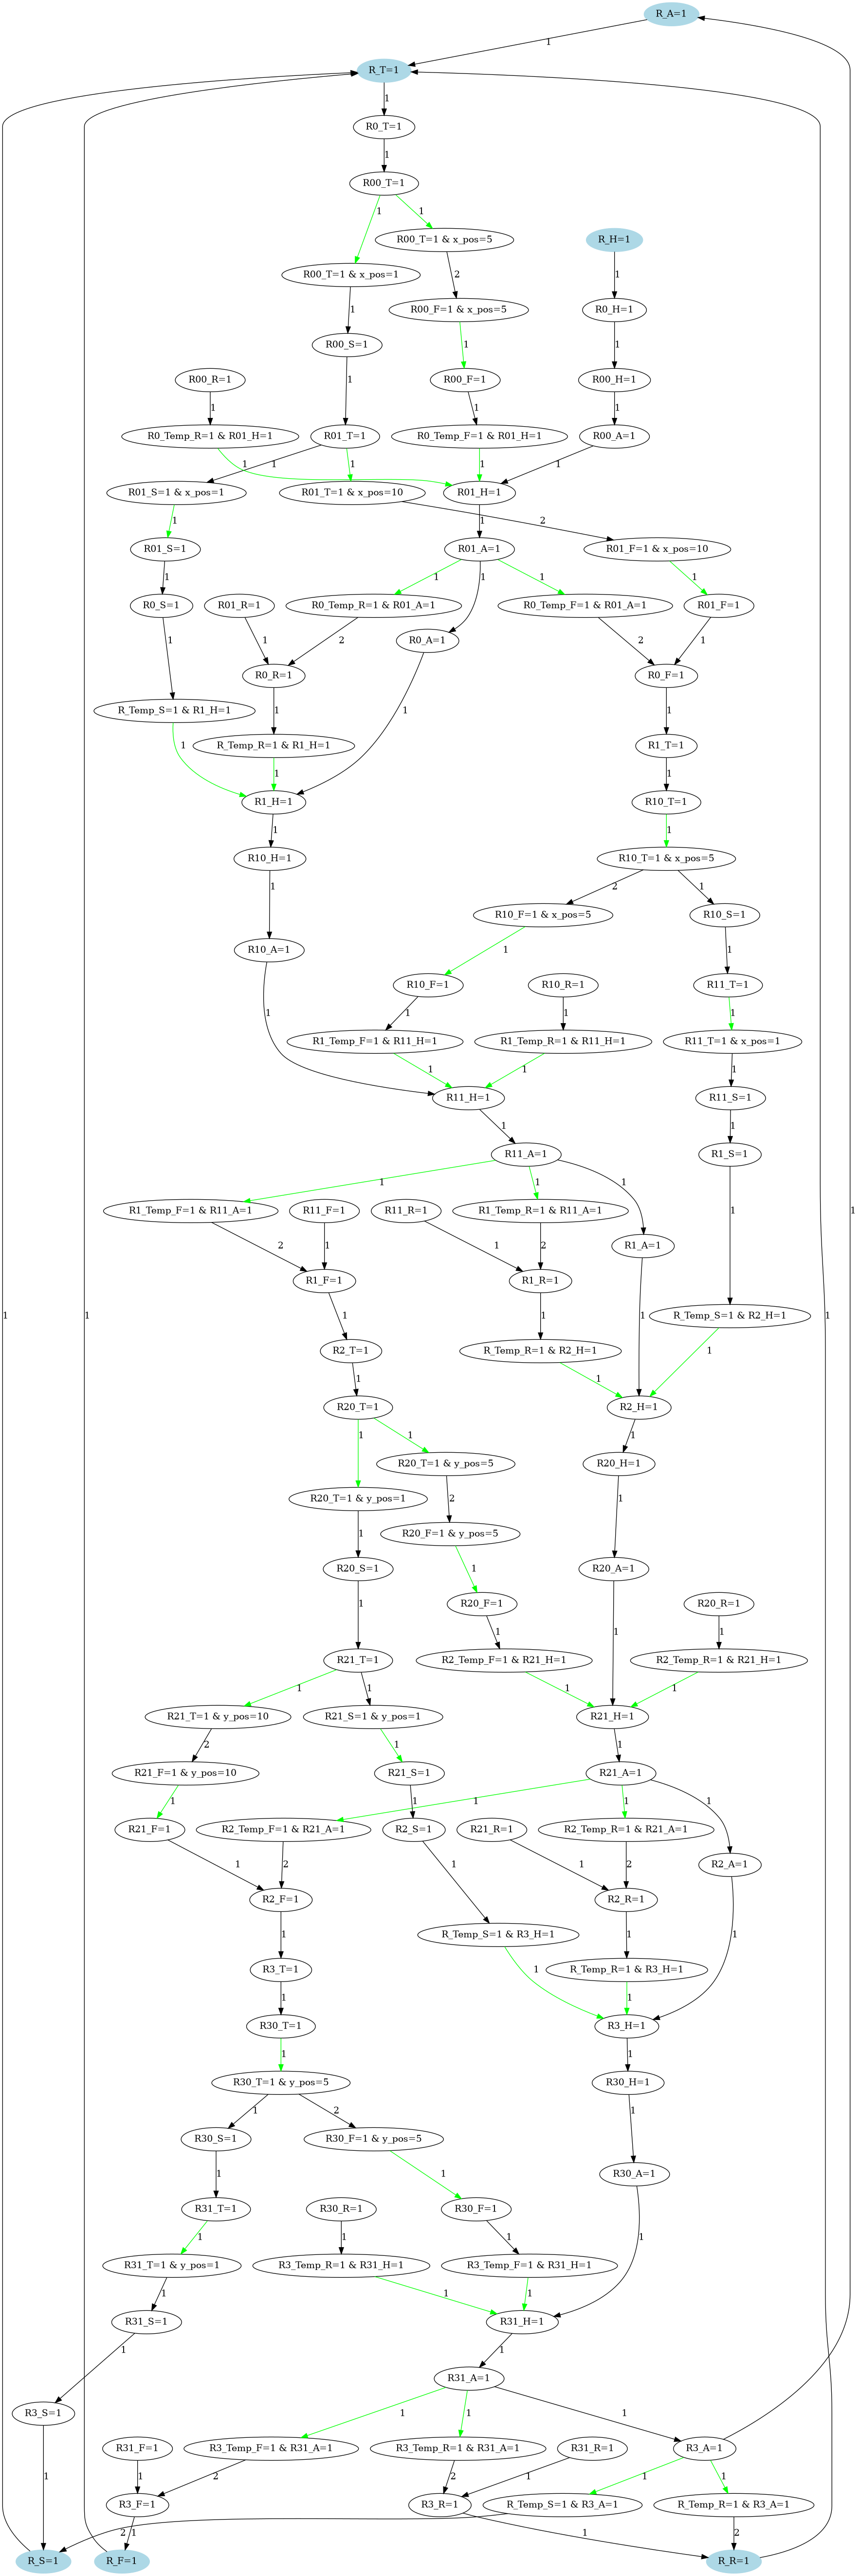 R_A=1
1
R_T=1
1
R0_T=1
1
R00_T=1
1
1
R00_T=1 & x_pos=5
R_H=1
R00_T=1 & x_pos=1
2
1
R00_F=1 & x_pos=5
R0_H=1
1
R00_S=1
1
1
R00_R=1
R00_F=1
R00_H=1
1
1
1
1
R0_Temp_R=1 & R01_H=1
R01_T=1
R0_Temp_F=1 & R01_H=1
R00_A=1
1
1
1
1
1
R01_S=1 & x_pos=1
R01_T=1 & x_pos=10
R01_H=1
1
1
2
R01_S=1
R01_A=1
R01_F=1 & x_pos=10
1
1
1
1
1
R01_R=1
R0_Temp_R=1 & R01_A=1
R0_Temp_F=1 & R01_A=1
R01_F=1
R0_S=1
1
2
R0_A=1
2
1
1
R0_R=1
R0_F=1
1
1
1
R_Temp_S=1 & R1_H=1
R_Temp_R=1 & R1_H=1
R1_T=1
1
1
1
R1_H=1
R10_T=1
1
1
R10_H=1
R10_T=1 & x_pos=5
1
2
1
R10_F=1 & x_pos=5
R10_S=1
R10_A=1
1
1
R10_F=1
R10_R=1
R11_T=1
1
1
1
1
R1_Temp_F=1 & R11_H=1
R1_Temp_R=1 & R11_H=1
R11_T=1 & x_pos=1
1
1
1
R11_H=1
R11_S=1
1
1
R11_A=1
R1_S=1
1
1
1
R1_Temp_F=1 & R11_A=1
R11_F=1
R11_R=1
R1_Temp_R=1 & R11_A=1
1
2
1
1
2
R1_A=1
R1_F=1
R1_R=1
1
1
1
1
1
R_Temp_S=1 & R2_H=1
R2_T=1
R_Temp_R=1 & R2_H=1
1
1
1
R20_T=1
R2_H=1
1
1
1
R20_T=1 & y_pos=5
R20_H=1
R20_T=1 & y_pos=1
2
1
1
R20_F=1 & y_pos=5
R20_S=1
1
R20_A=1
R20_F=1
R20_R=1
1
1
1
1
R21_T=1
R2_Temp_F=1 & R21_H=1
R2_Temp_R=1 & R21_H=1
1
1
1
1
R21_T=1 & y_pos=10
R21_S=1 & y_pos=1
R21_H=1
2
1
1
R21_F=1 & y_pos=10
R21_S=1
R21_A=1
1
1
1
1
1
R21_F=1
R2_Temp_F=1 & R21_A=1
R2_S=1
R21_R=1
R2_Temp_R=1 & R21_A=1
1
2
1
1
2
R2_A=1
R2_F=1
R2_R=1
1
1
1
R_Temp_S=1 & R3_H=1
R3_T=1
R_Temp_R=1 & R3_H=1
1
1
1
R30_T=1
R3_H=1
1
1
R30_T=1 & y_pos=5
R30_H=1
1
2
1
R30_S=1
R30_F=1 & y_pos=5
R30_A=1
1
1
R31_T=1
R30_R=1
R30_F=1
1
1
1
1
R31_T=1 & y_pos=1
R3_Temp_R=1 & R31_H=1
R3_Temp_F=1 & R31_H=1
1
1
1
R31_S=1
R31_H=1
1
1
R31_A=1
1
1
1
R3_S=1
R31_F=1
R3_Temp_F=1 & R31_A=1
R3_Temp_R=1 & R31_A=1
R31_R=1
R3_A=1
1
1
2
2
1
1
1
R3_F=1
R3_R=1
R_Temp_S=1 & R3_A=1
R_Temp_R=1 & R3_A=1
1
2
1
2
R_S=1
R_F=1
R_R=1
1
1
1
1